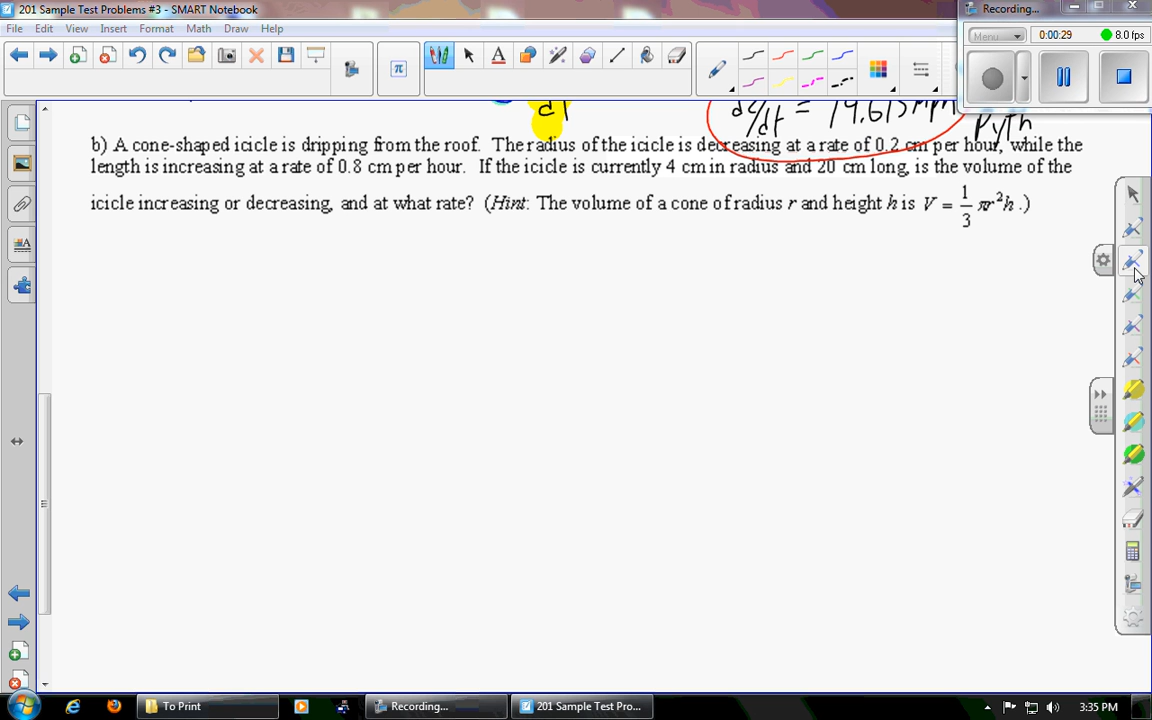 201 Sample Test Problems #3 - SMART Notebook
Recording...
File Edit View Insert Format Math Draw Help
Menu
0:00:29
8.0 fps
π
A
dt
dc/dt = 19.615 mph
Pyth
b) A cone-shaped icicle is dripping from the roof. The radius of the icicle is decreasing at a rate of 0.2 cm per hour, while the
length is increasing at a rate of 0.8 cm per hour. If the icicle is currently 4 cm in radius and 20 cm long, is the volume of the
icicle increasing or decreasing, and at what rate? (Hint: The volume of a cone of radius r and height h is V = 1/3 πr²h.)
To Print
Recording...
201 Sample Test Pro...
3:35 PM